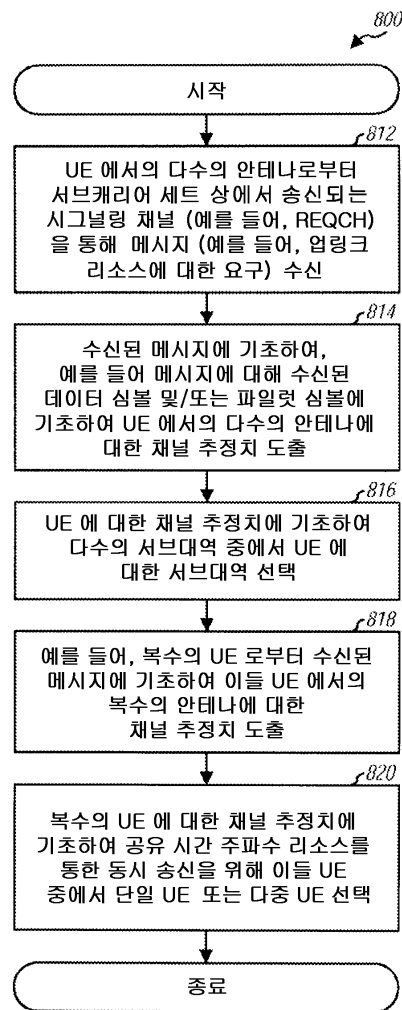 800
시작
812
UE 에서의 다수의 안테나로부터
서브캐리어 세트 상에서 송신되는
시그널링 채널 (예를 들어, REQCH)
을 통해 메시지 (예를 들어, 업링크
리소스에 대한 요구) 수신
814
수신된 메시지에 기초하여,
예를 들어 메시지에 대해 수신된
데이터 심볼 및/또는 파일럿 심볼에
기초하여 UE 에서의 다수의 안테나에
대한 채널 추정치 도출
816
UE 에 대한 채널 추정치에 기초하여
다수의 서브대역 중에서 UE 에
대한 서브대역 선택
818
예를 들어, 복수의 UE 로부터 수신된
메시지에 기초하여 이들 UE 에서의
복수의 안테나에 대한
채널 추정치 도출
820
복수의 UE 에 대한 채널 추정치에
기초하여 공유 시간 주파수 리소스를
통한 동시 송신을 위해 이들 UE
중에서 단일 UE 또는 다중 UE 선택
종료